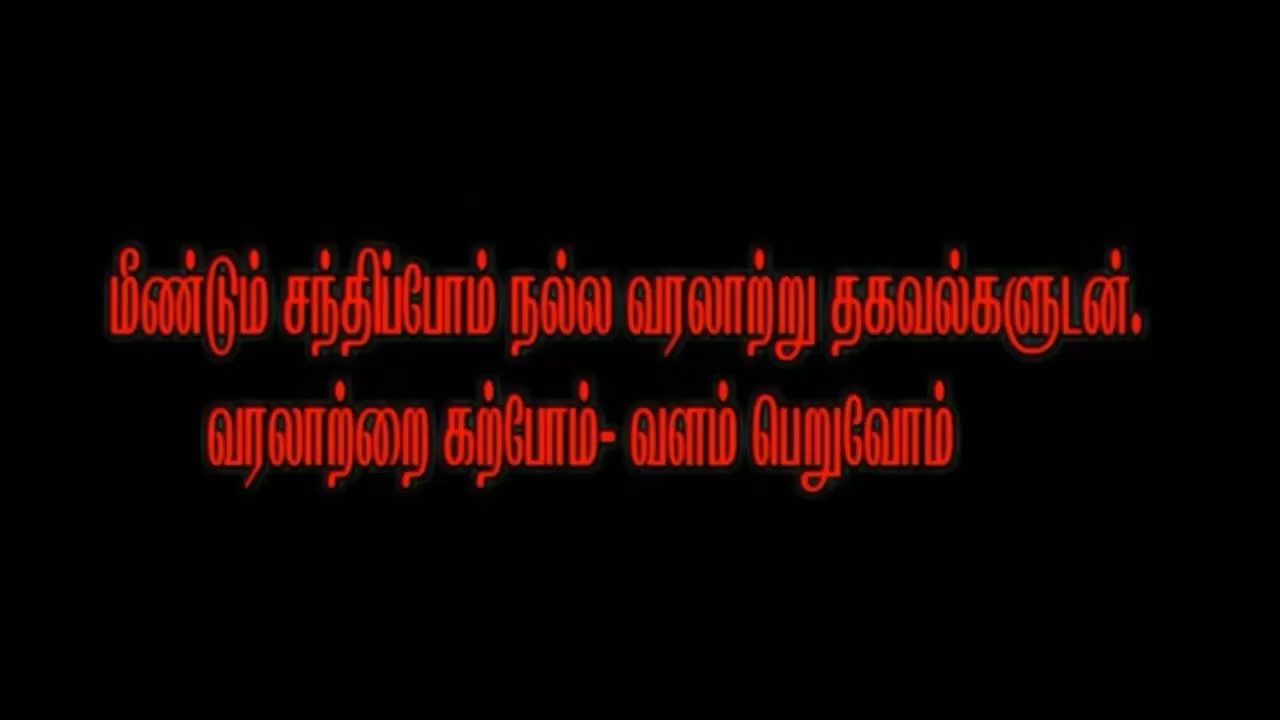 மீண்டும் சந்திப்போம் நல்ல வரலாற்று தகவல்களுடன்.
வரலாற்றை கற்போம்- வளம் பெறுவோம்